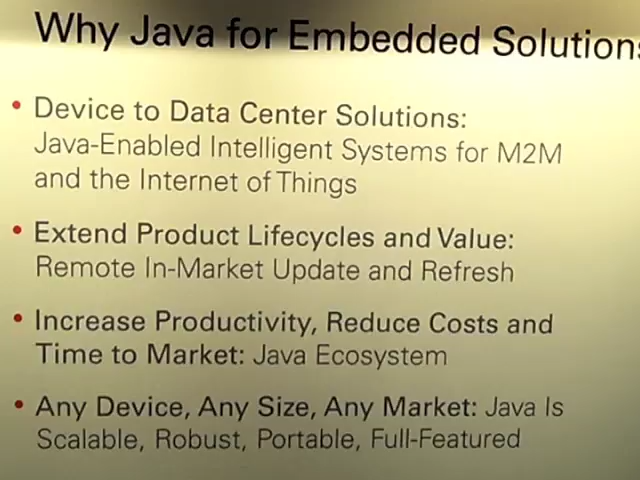 Why Java for Embedded Solutions
• Device to Data Center Solutions:
Java-Enabled Intelligent Systems for M2M
and the Internet of Things
• Extend Product Lifecycles and Value:
Remote In-Market Update and Refresh
• Increase Productivity, Reduce Costs and
Time to Market: Java Ecosystem
• Any Device, Any Size, Any Market: Java Is
Scalable, Robust, Portable, Full-Featured